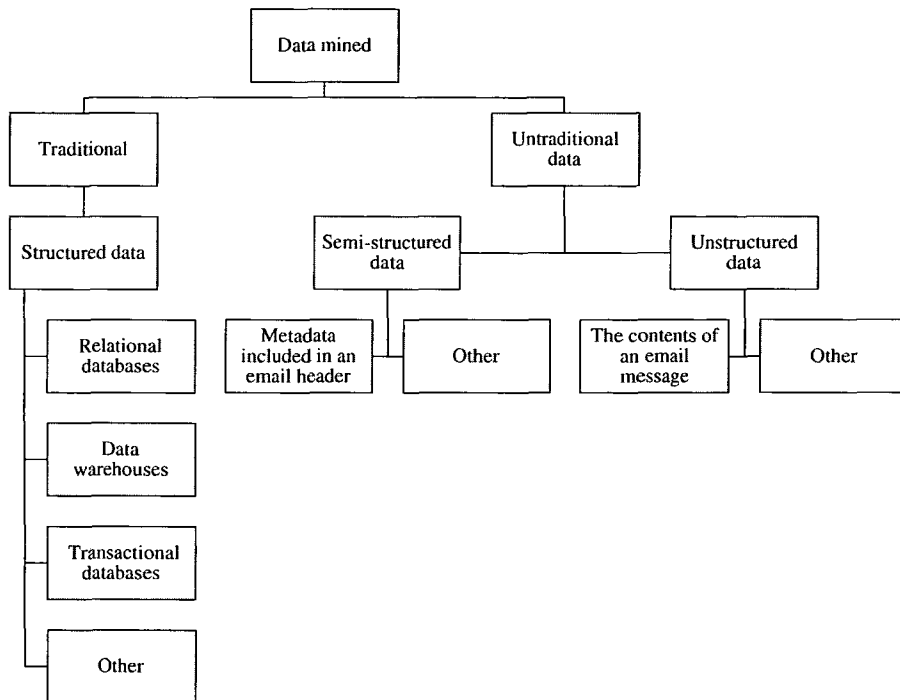 Data mined
Traditional
Untraditional
data
Structured data
Semi-structured
data
Unstructured
data
Relational
databases
Metadata
included in an
email header
Other
The contents of
an email
message
Other
Data
warehouses
Transactional
databases
Other